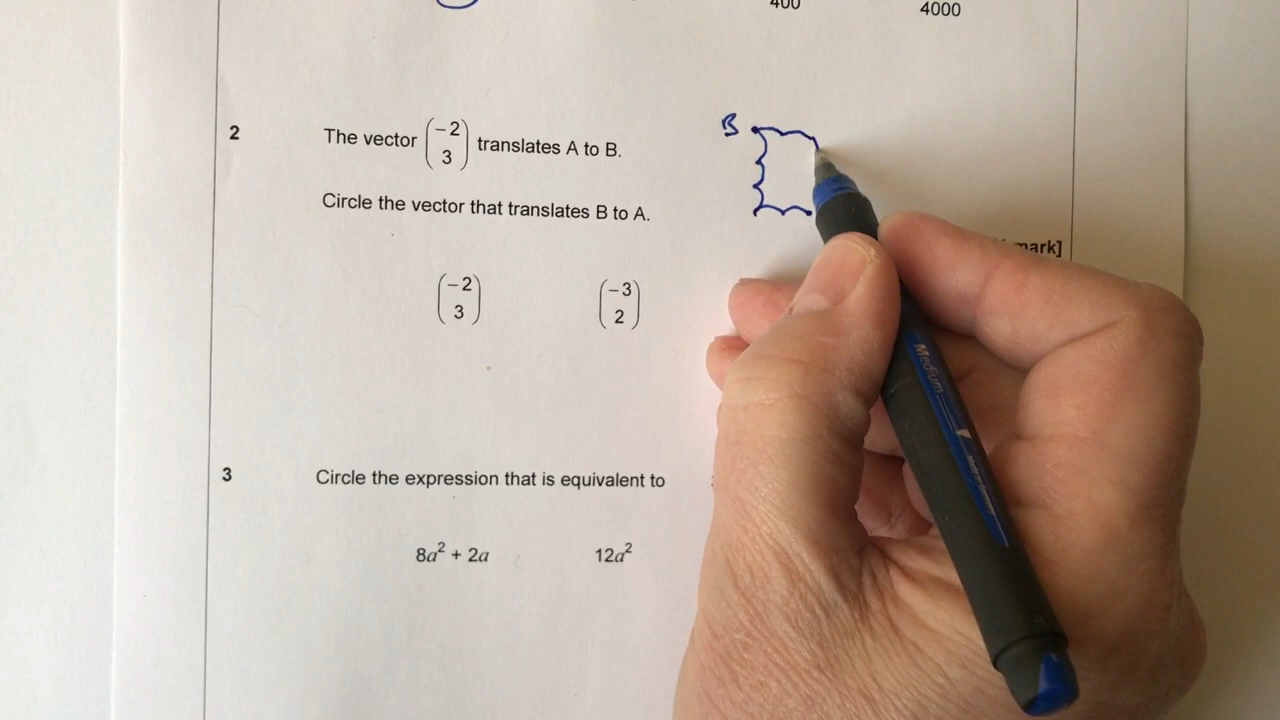 400 4000
2 The vector (-2 3) translates A to B.
B
Circle the vector that translates B to A.
mark]
(-2 3) (-3 2)
3 Circle the expression that is equivalent to
8a² + 2a 12a²
Medium